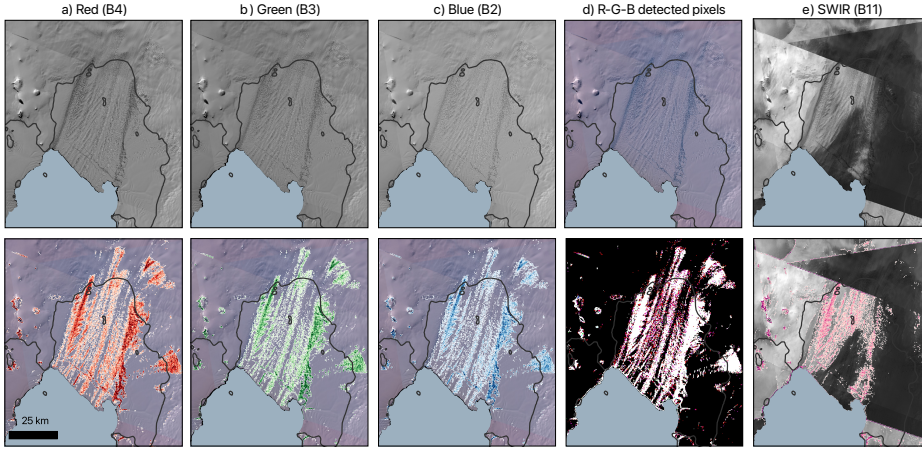 a) Red (B4)
b) Green (B3)
c) Blue (B2)
d) R-G-B detected pixels
e) SWIR (B11)
25 km